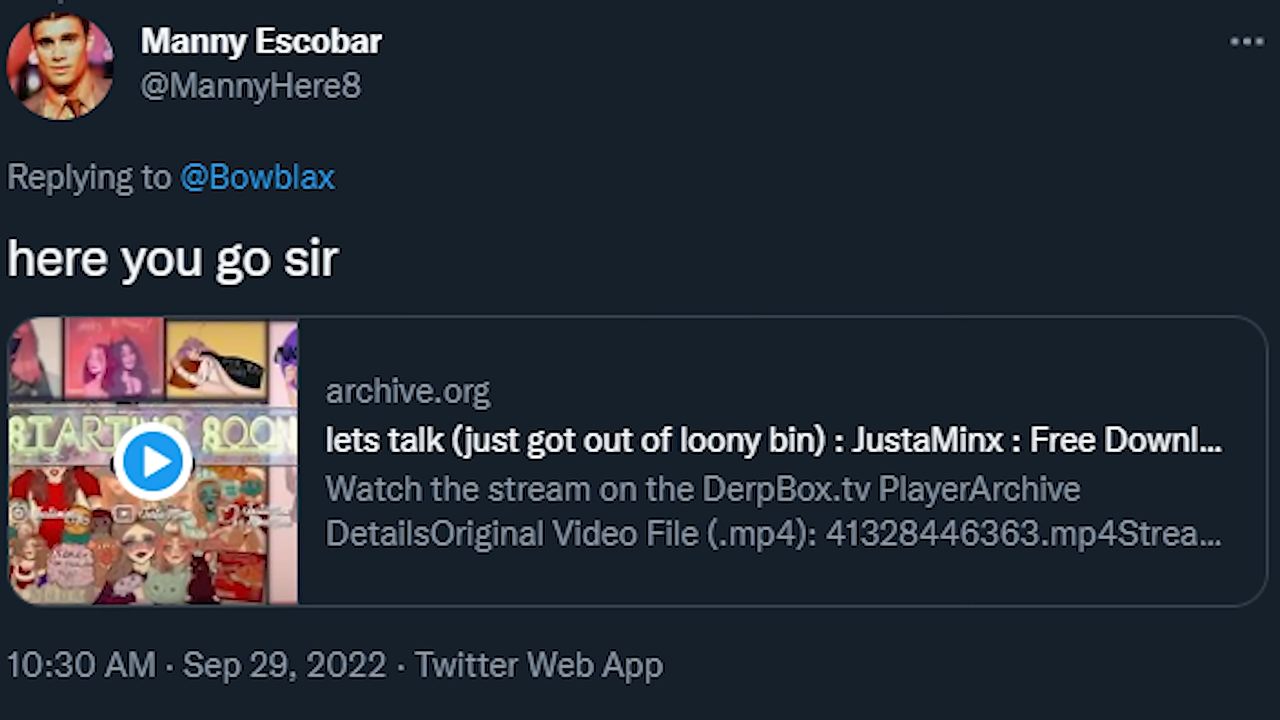 Manny Escobar
@MannyHere8
Replying to @Bowblax
here you go sir
STARTING SOON
archive.org
lets talk (just got out of loony bin) : JustaMinx : Free Downl...
Watch the stream on the DerpBox.tv PlayerArchive
DetailsOriginal Video File (.mp4): 41328446363.mp4Strea...
10:30 AM · Sep 29, 2022 · Twitter Web App